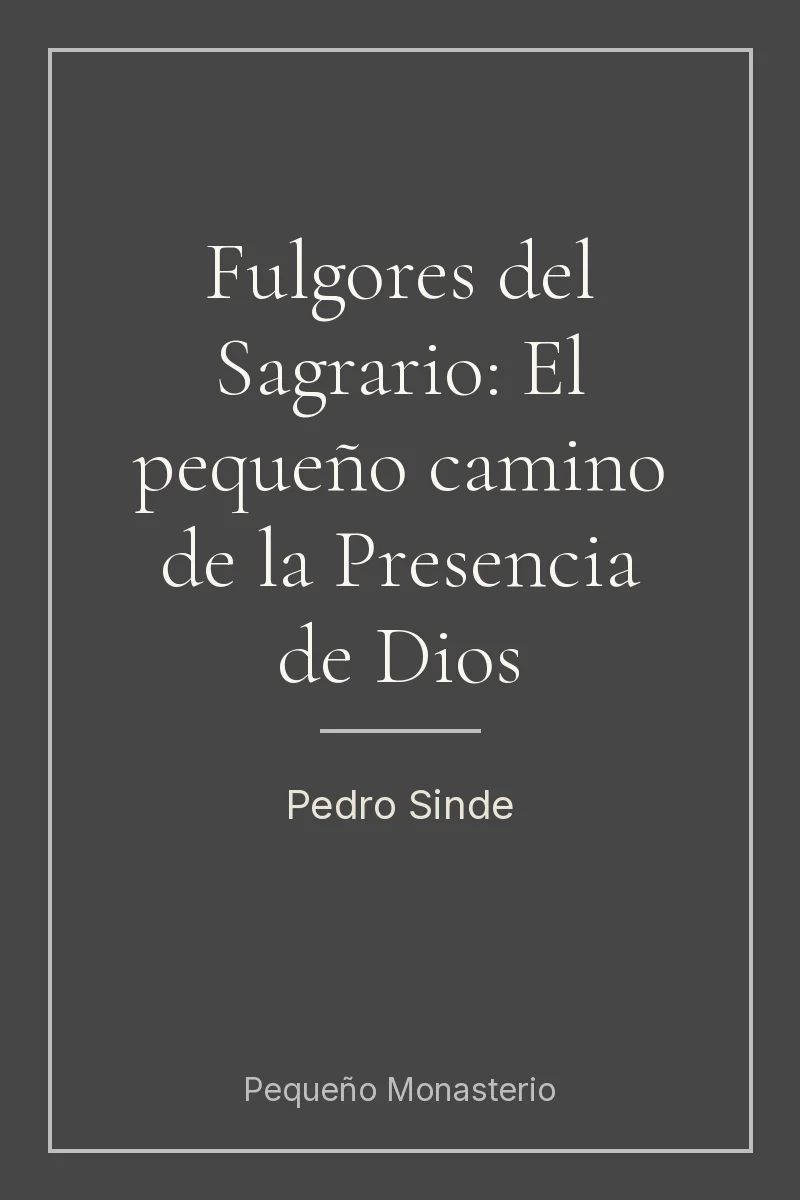 Fulgores del
Sagrario: El
pequeño camino
de la Presencia
de Dios
Pedro Sinde
Pequeño Monasterio